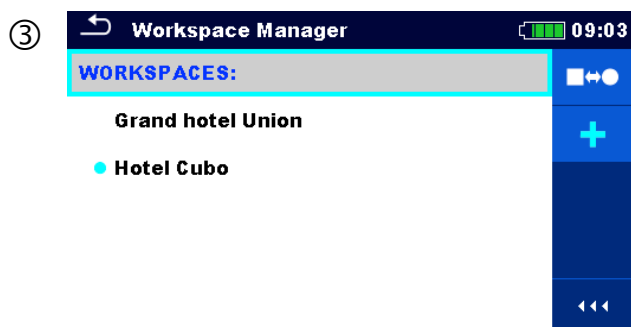 ③
Workspace Manager 09:03
WORKSPACES:
Grand hotel Union
Hotel Cubo